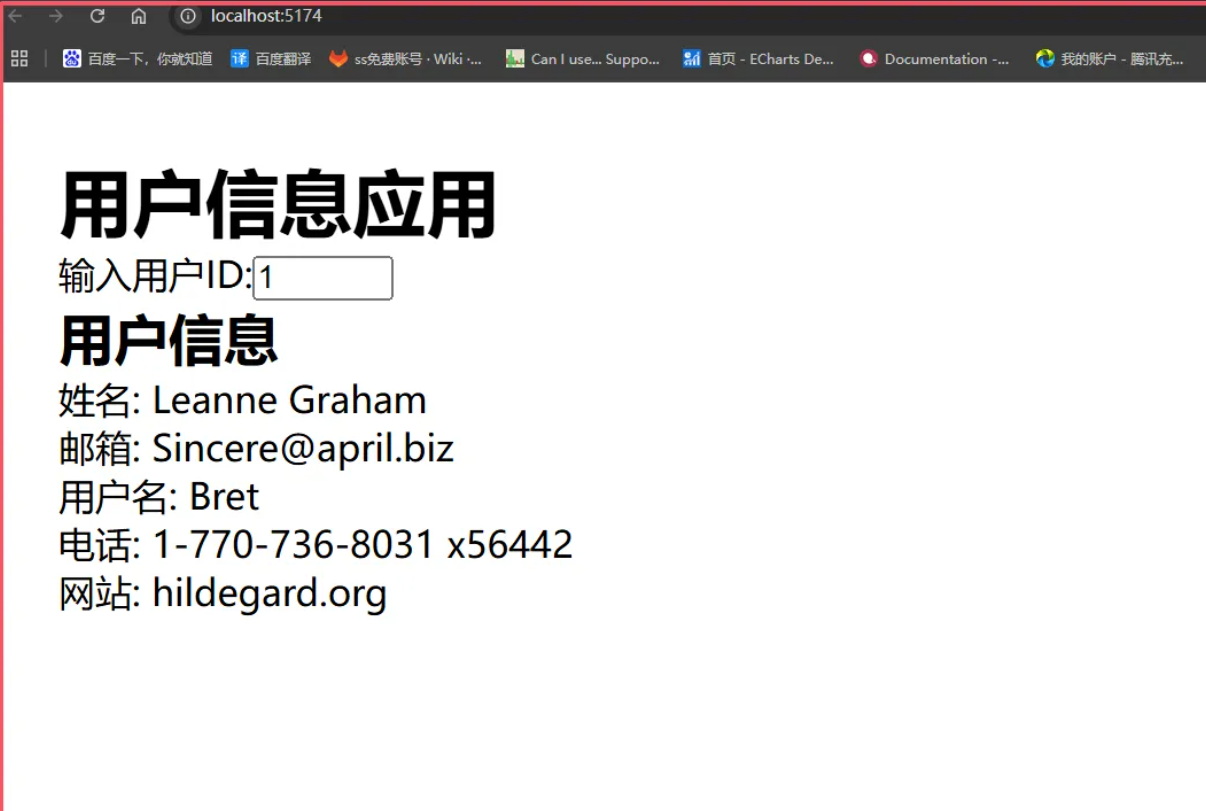 localhost:5174
百度一下，你就知道 译 百度翻译 ss免费账号 · Wiki ·... Can I use... Suppo... 首页 - ECharts De... Documentation -... 我的账户 - 腾讯充...
用户信息应用
输入用户ID:1
用户信息
姓名: Leanne Graham
邮箱: Sincere@april.biz
用户名: Bret
电话: 1-770-736-8031 x56442
网站: hildegard.org